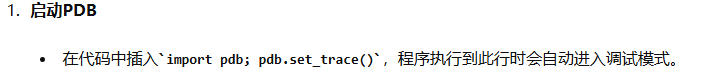 1. 启动PDB
• 在代码中插入`import pdb; pdb.set_trace()`，程序执行到此行时会自动进入调试模式。